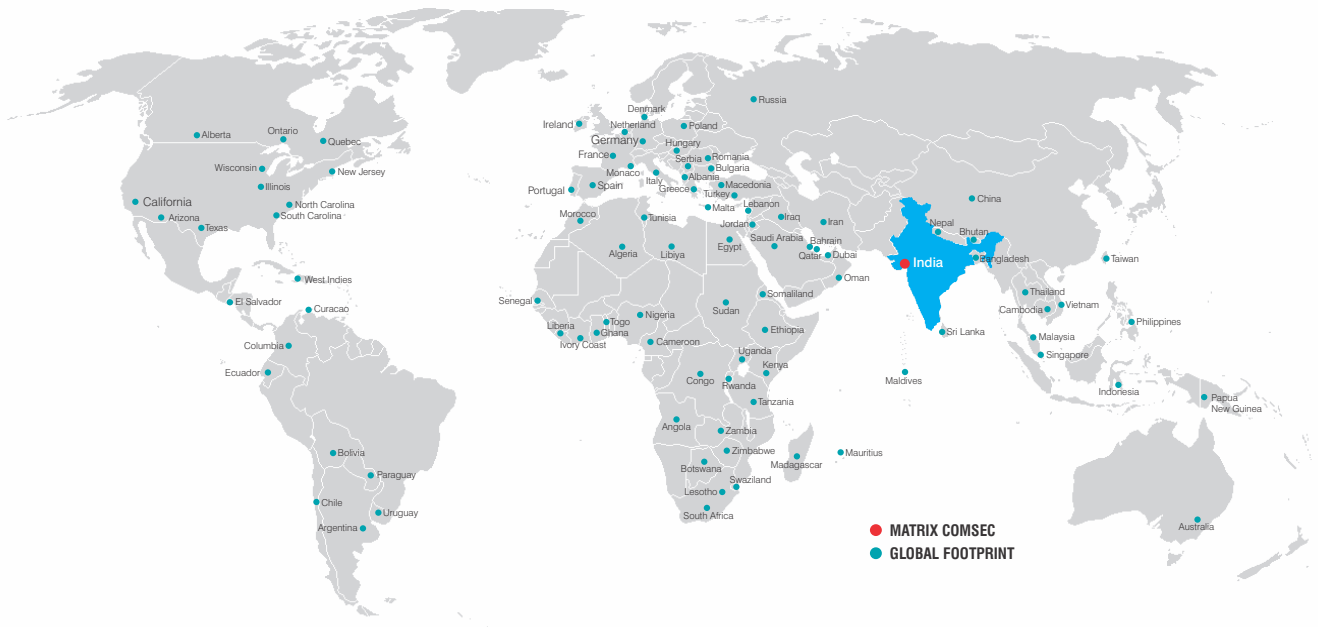 Russia
Denmark
Ireland
Netherland
Poland
Alberta
Ontario
Quebec
Germany
Hungary
France
Serbia
Romania
Wisconsin
New Jersey
Monaco
Bulgaria
Italy
Albania
Illinois
Portugal
Spain
Greece
Macedonia
Turkey
California
North Carolina
China
Lebanon
Malta
Arizona
South Carolina
Morocco
Tunisia
Iraq
Iran
Jordan
Nepal
Texas
Bhutan
Saudi Arabia
Bahrain
Algeria
Libiya
Egypt
Qatar
Dubai
India
Bangladesh
Taiwan
West Indies
Oman
Thailand
El Salvador
Senegal
Somaliland
Vietnam
Curacao
Sudan
Cambodia
Nigeria
Togo
Liberia
Ghana
Ethiopia
Sri Lanka
Philippines
Malaysia
Ivory Coast
Cameroon
Columbia
Uganda
Singapore
Kenya
Ecuador
Congo
Rwanda
Maldives
Indonesia
Tanzania
Papua
New Guinea
Angola
Zambia
Bolivia
Zimbabwe
Mauritius
Madagascar
Botswana
Paraguay
Swaziland
Lesotho
Chile
Uruguay
South Africa
Argentina
Australia
MATRIX COMSEC
GLOBAL FOOTPRINT